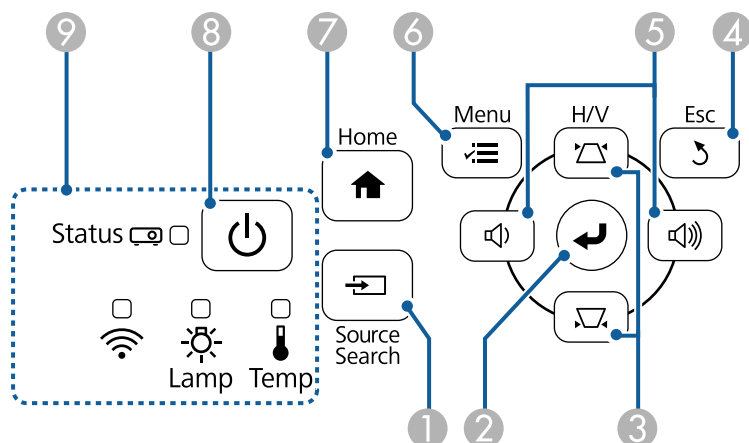 9 8 7 6 5 4
Menu H/V Esc
Home
Status
Source
Search
Lamp Temp
1 2 3